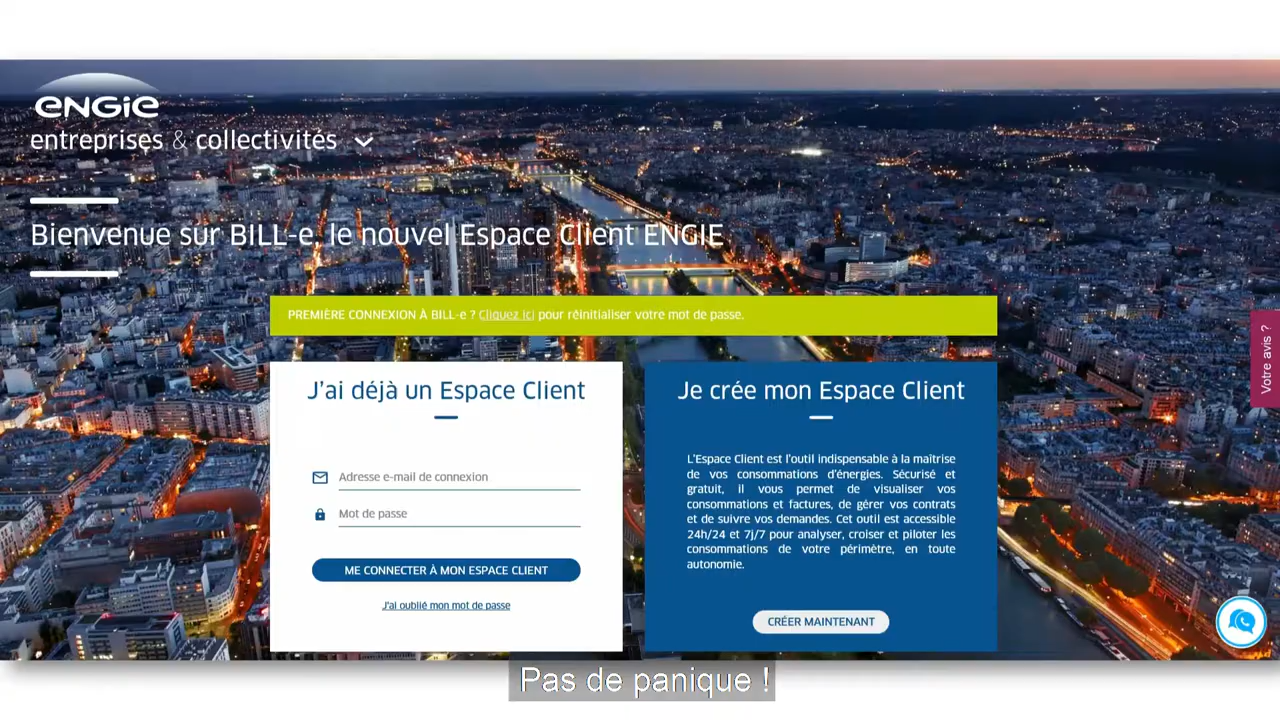 ENGIE
entreprises & collectivités
Bienvenue sur BILL-e, le nouvel Espace Client ENGIE
PREMIÈRE CONNEXION À BILL-e ? Cliquez ici pour réinitialiser votre mot de passe.
Votre avis ?
J'ai déjà un Espace Client
Adresse e-mail de connexion
Mot de passe
ME CONNECTER À MON ESPACE CLIENT
J'ai oublié mon mot de passe
Je crée mon Espace Client
L'Espace Client est l'outil indispensable à la maîtrise
de vos consommations d'énergies. Sécurisé et
gratuit, il vous permet de visualiser vos
consommations et factures, de gérer vos contrats
et de suivre vos demandes. Cet outil est accessible
24h/24 et 7j/7 pour analyser, croiser et piloter les
consommations de votre périmètre, en toute
autonomie.
CRÉER MAINTENANT
Pas de panique !